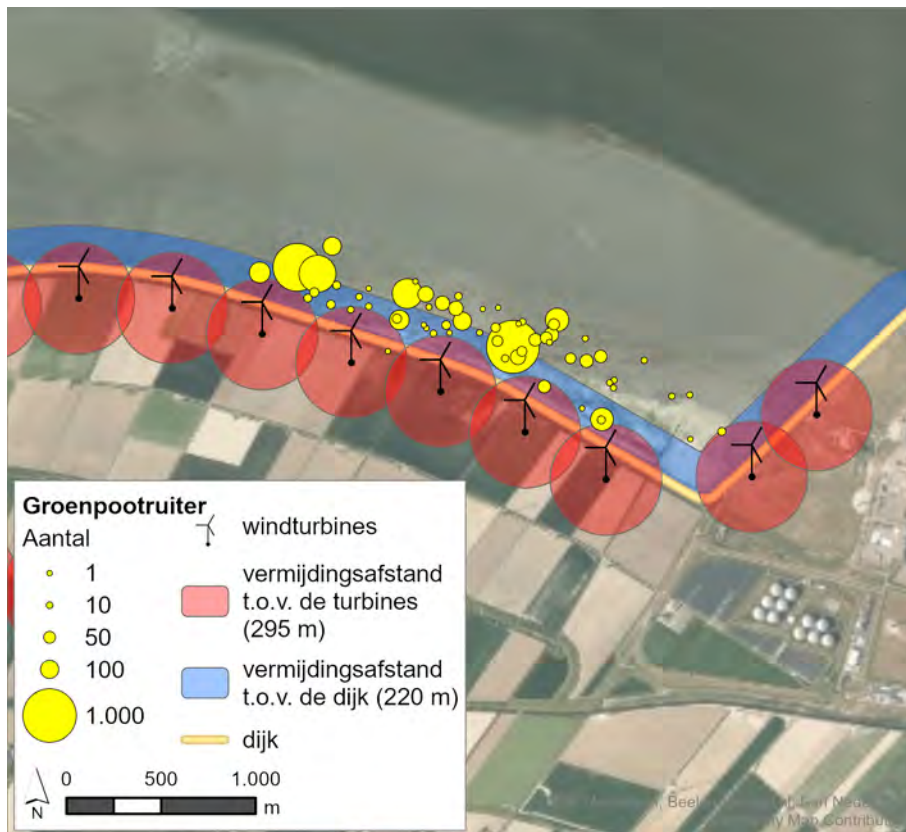 Groenpootruiter
Aantal
1
10
50
100
1.000
windturbines
vermijdingsafstand
t.o.v. de turbines
(295 m)
vermijdingsafstand
t.o.v. de dijk (220 m)
dijk
0 500 1.000
m
N